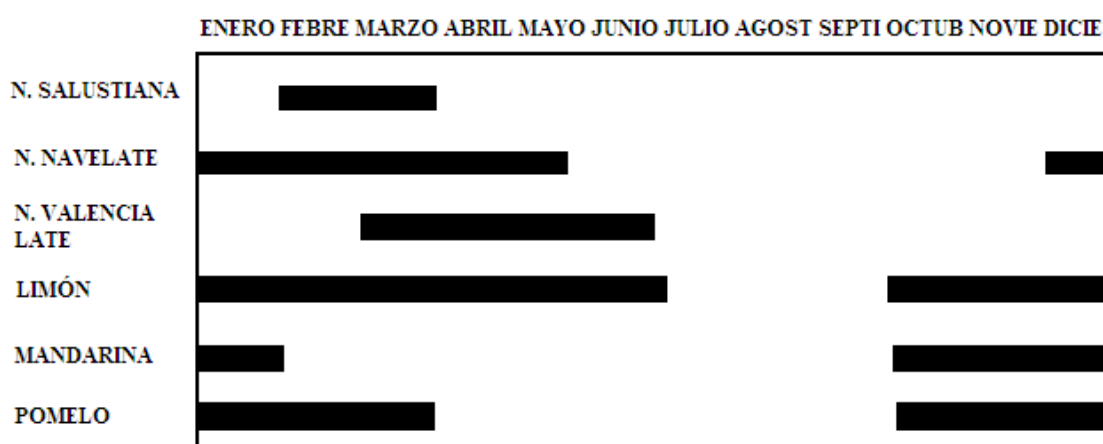 ENERO FEBRE MARZO ABRIL MAYO JUNIO JULIO AGOST SEPTI OCTUB NOVIE DICIE
N. SALUSTIANA
N. NAVELATE
N. VALENCIA
LATE
LIMÓN
MANDARINA
POMELO